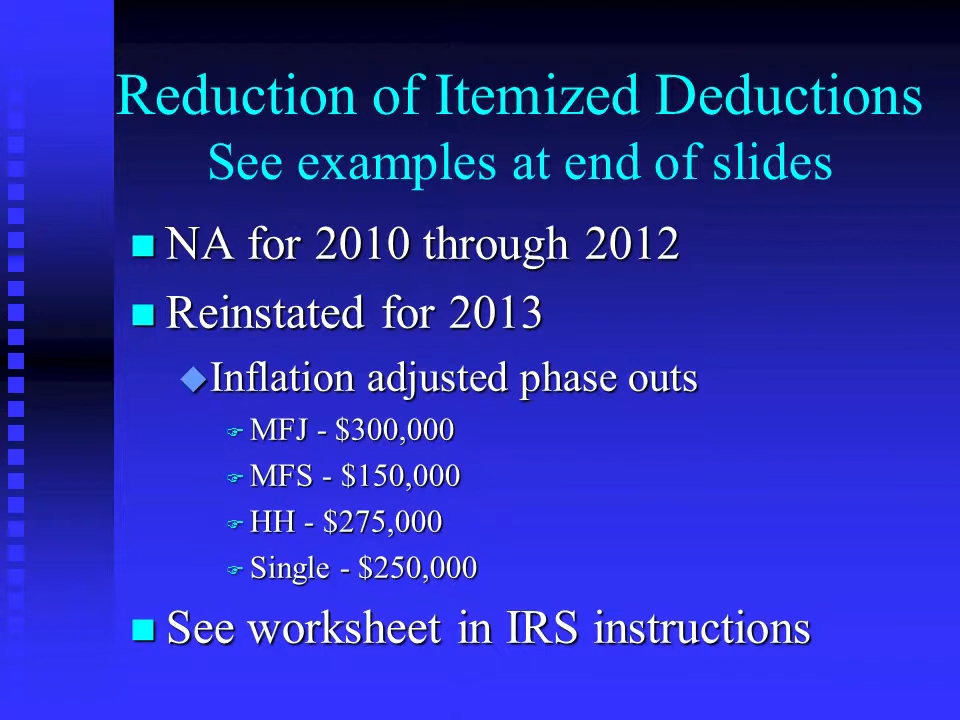 Reduction of Itemized Deductions
See examples at end of slides
NA for 2010 through 2012
Reinstated for 2013
Inflation adjusted phase outs
MFJ - $300,000
MFS - $150,000
HH - $275,000
Single - $250,000
See worksheet in IRS instructions